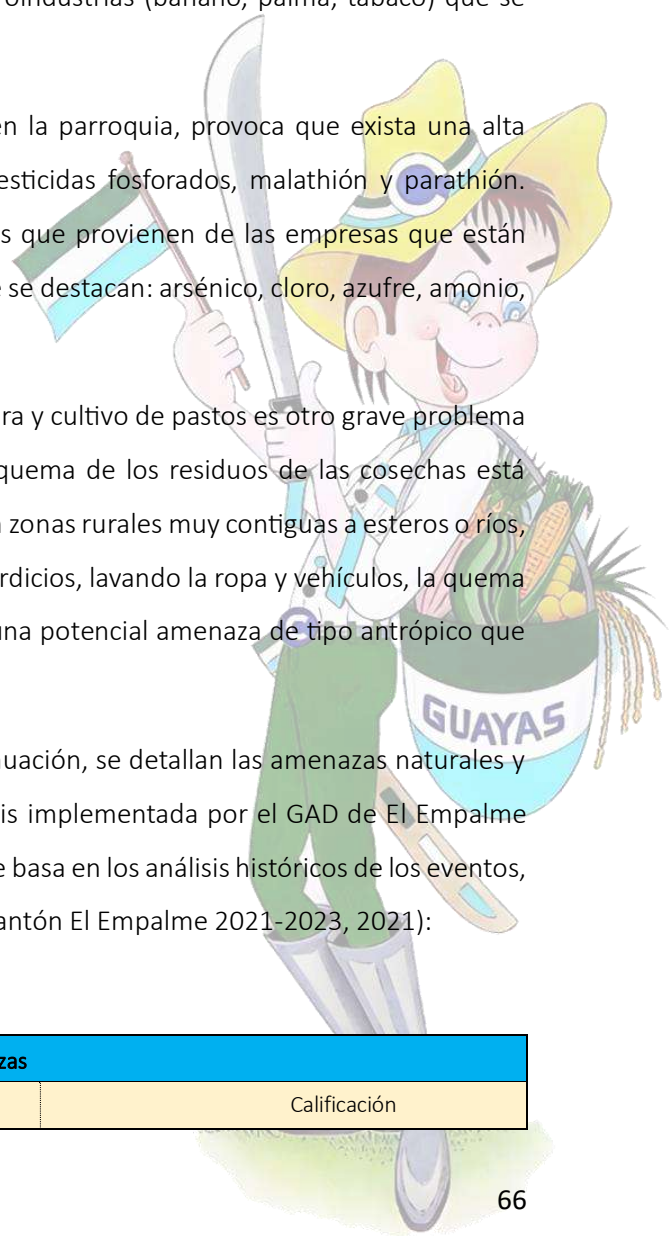 roindustrias (banano, palma, tabaco) que se
en la parroquia, provoca que exista una alta
esticidas fosforados, malathión y parathión.
s que provienen de las empresas que están
e se destacan: arsénico, cloro, azufre, amonio,
ra y cultivo de pastos es otro grave problema
quema de los residuos de las cosechas está
zonas rurales muy contiguas a esteros o ríos,
rdicios, lavando la ropa y vehículos, la quema
una potencial amenaza de tipo antrópico que
GUAYAS
nuación, se detallan las amenazas naturales y
is implementada por el GAD de El Empalme
e basa en los análisis históricos de los eventos,
antón El Empalme 2021-2023, 2021):
zas
Calificación
66